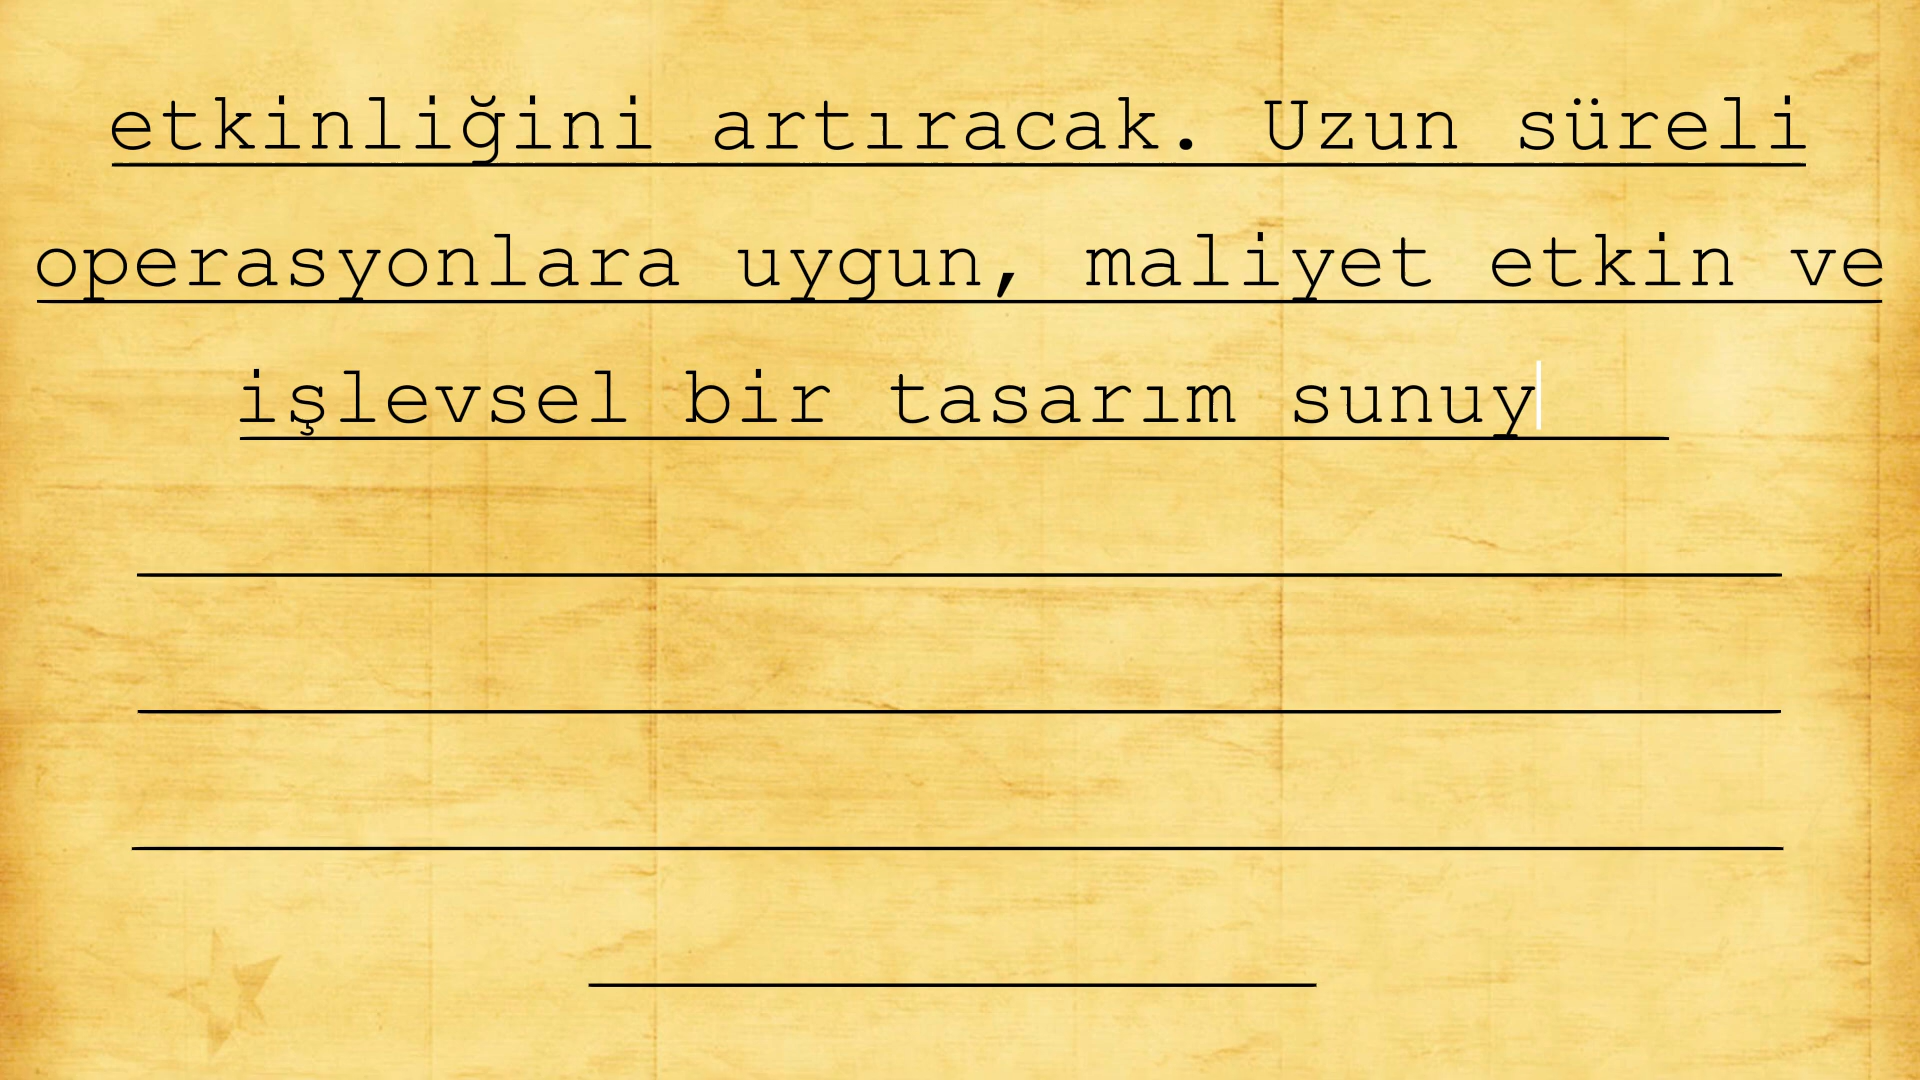 etkinliğini artıracak. Uzun süreli
operasyonlara uygun, maliyet etkin ve
işlevsel bir tasarım sunuy